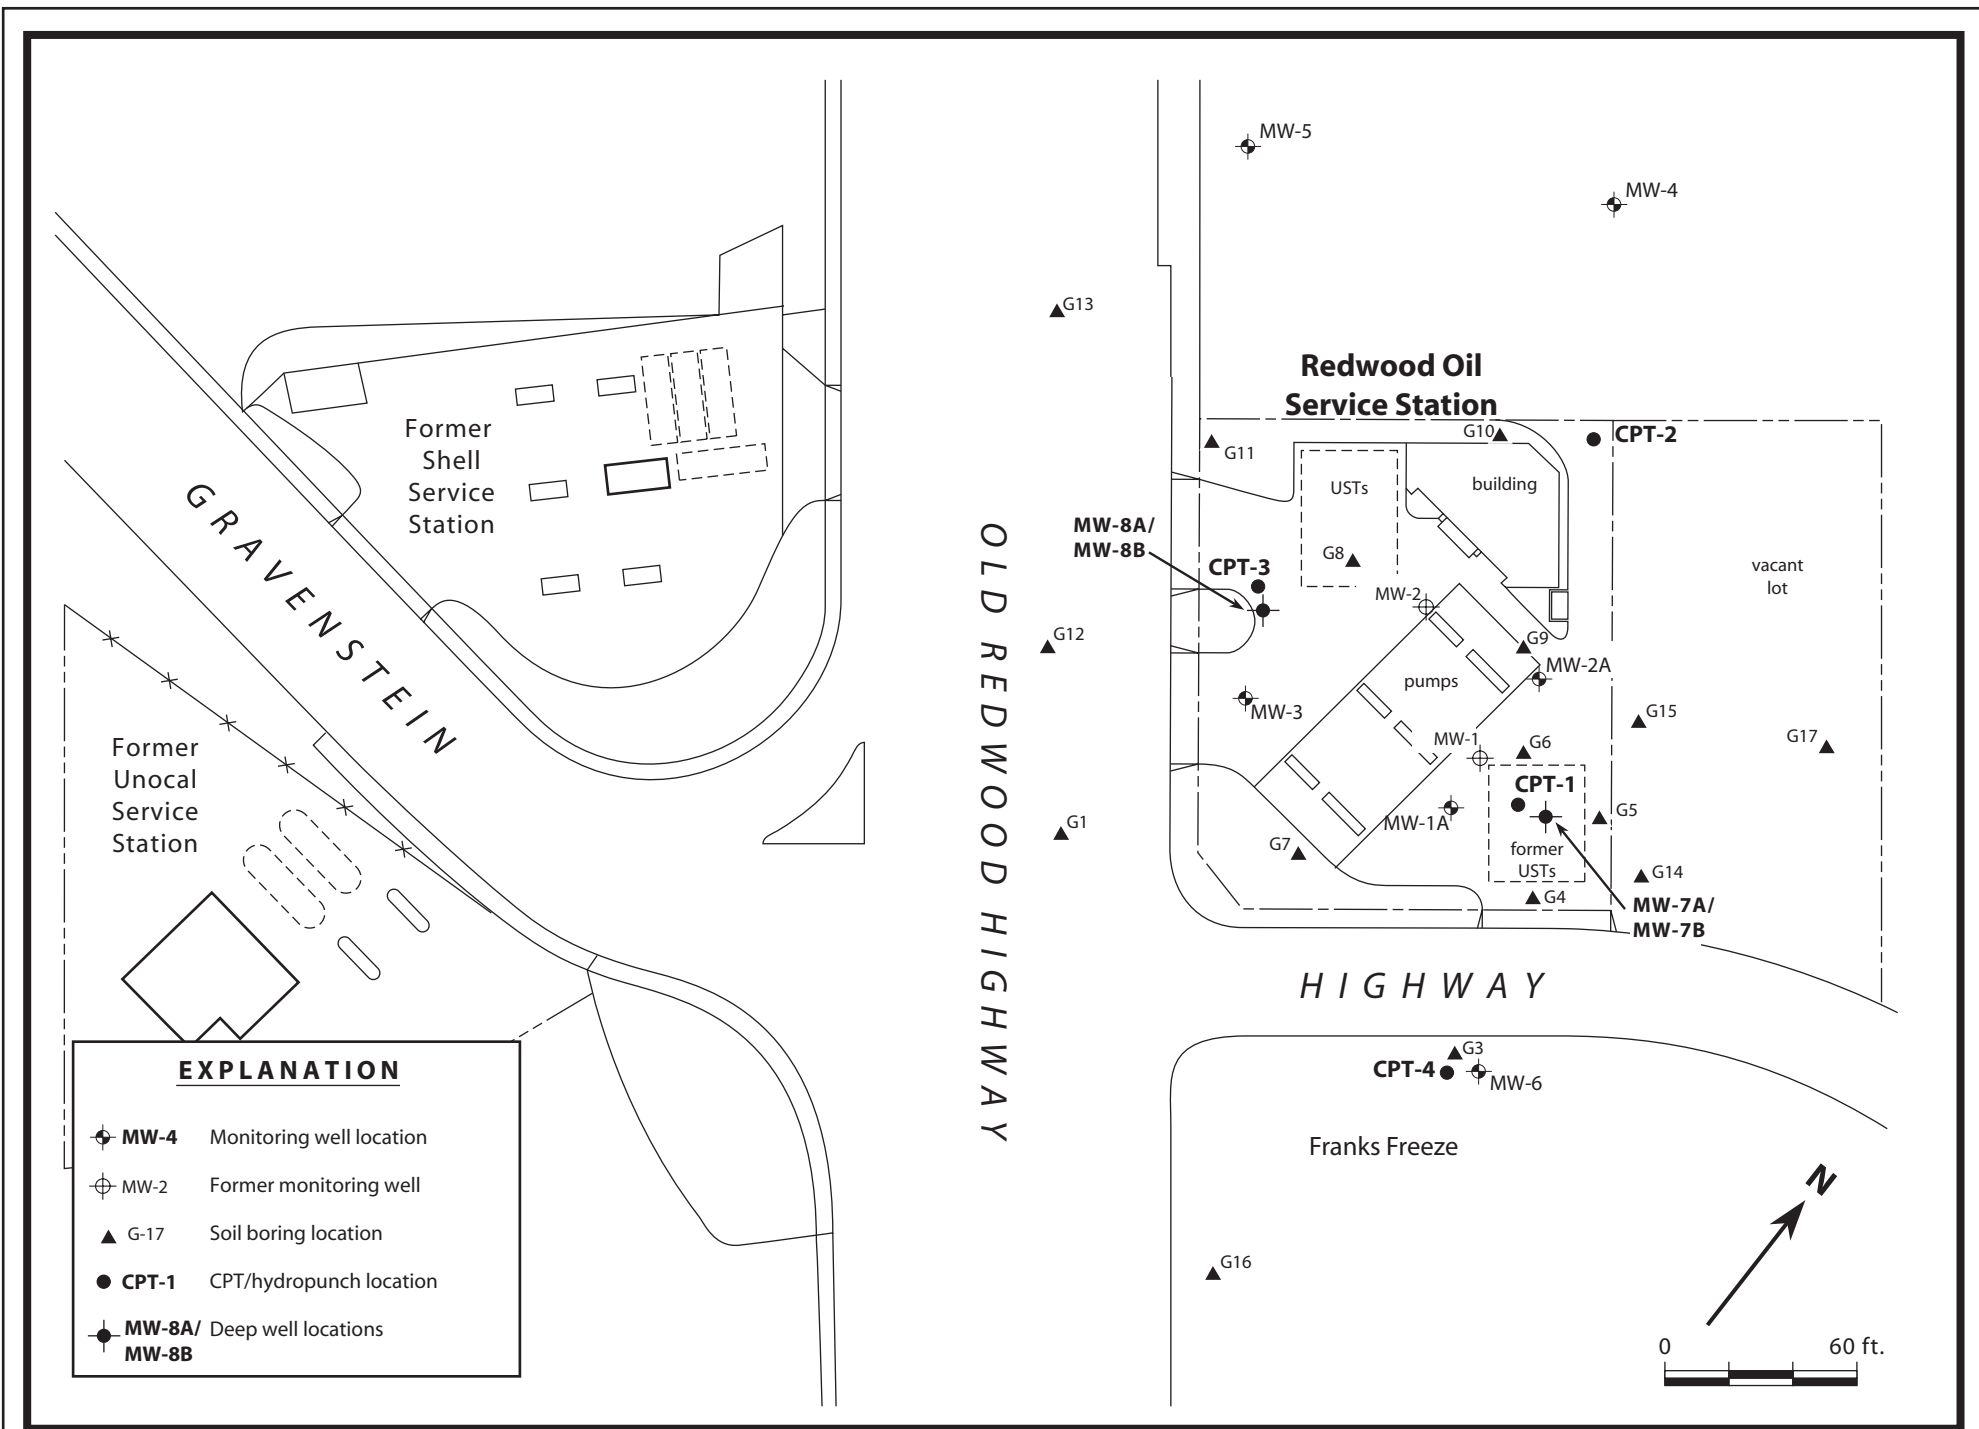 MW-5
MW-4
G13
Redwood Oil
Service Station
G10
CPT-2
G11
Former
Shell
Service
Station
USTs
building
GRAVENSTEIN
OLD REDWOOD HIGHWAY
MW-8A/
MW-8B
G8
CPT-3
vacant
lot
MW-2
G12
G9
MW-2A
pumps
MW-3
G15
G17
MW-1
G6
Former
Unocal
Service
Station
CPT-1
G1
MW-1A
G5
G7
former
USTs
G14
G4
MW-7A/
MW-7B
HIGHWAY
G3
CPT-4
MW-6
Franks Freeze
G16
N
0 60 ft.
EXPLANATION
MW-4 Monitoring well location
MW-2 Former monitoring well
G-17 Soil boring location
CPT-1 CPT/hydropunch location
MW-8A/ Deep well locations
MW-8B